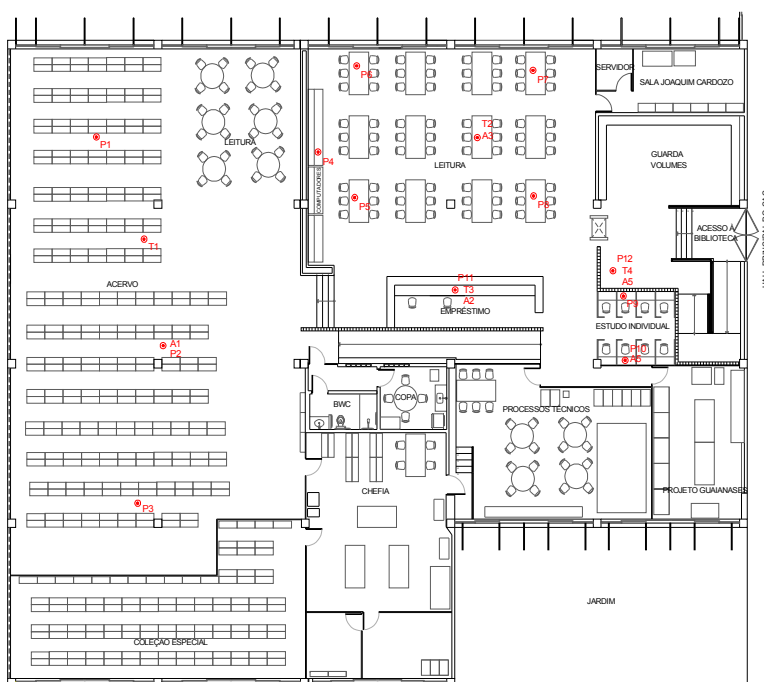 SERVIDOR
SALA JOAQUIM CARDOZO
P6
P7
T2
A3
P1
LEITURA
P4
LEITURA
GUARDA
VOLUMES
COMPUTADORES
P5
P8
ACESSO À
BIBLIOTECA
T1
P12
T4
A5
P11
T3
A2
ACERVO
EMPRÉSTIMO
P9
ESTUDO INDIVIDUAL
A1
P2
P10
A6
COPA
BWC
PROCESSOS TÉCNICOS
CHEFIA
PROJETO GUAIANASES
P3
JARDIM
COLEÇÃO ESPECIAL